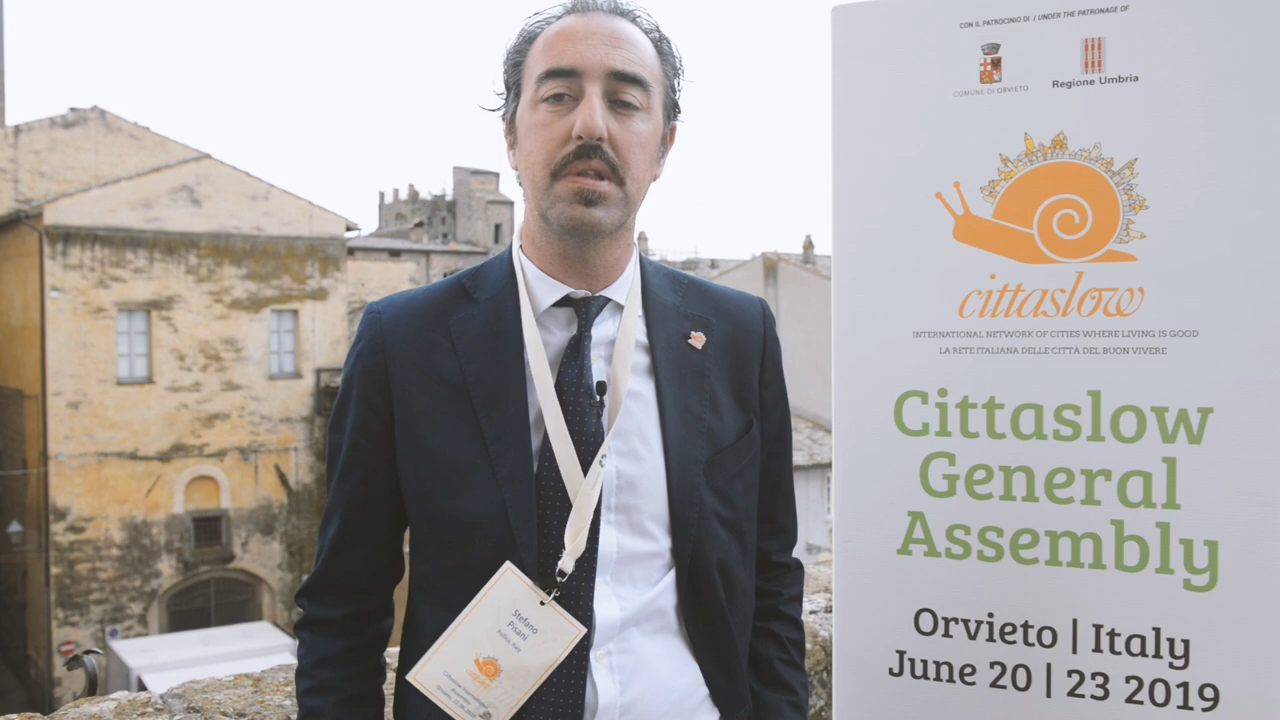 CON IL PATROCINIO DI / UNDER THE PATRONAGE OF
COMUNE DI ORVIETO
Regione Umbria
cittaslow
INTERNATIONAL NETWORK OF CITIES WHERE LIVING IS GOOD
LA RETE ITALIANA DELLE CITTÀ DEL BUON VIVERE
Cittaslow
General
Assembly
Orvieto | Italy
June 20 | 23 2019
Stefano
Pisani
Pollica, Italy